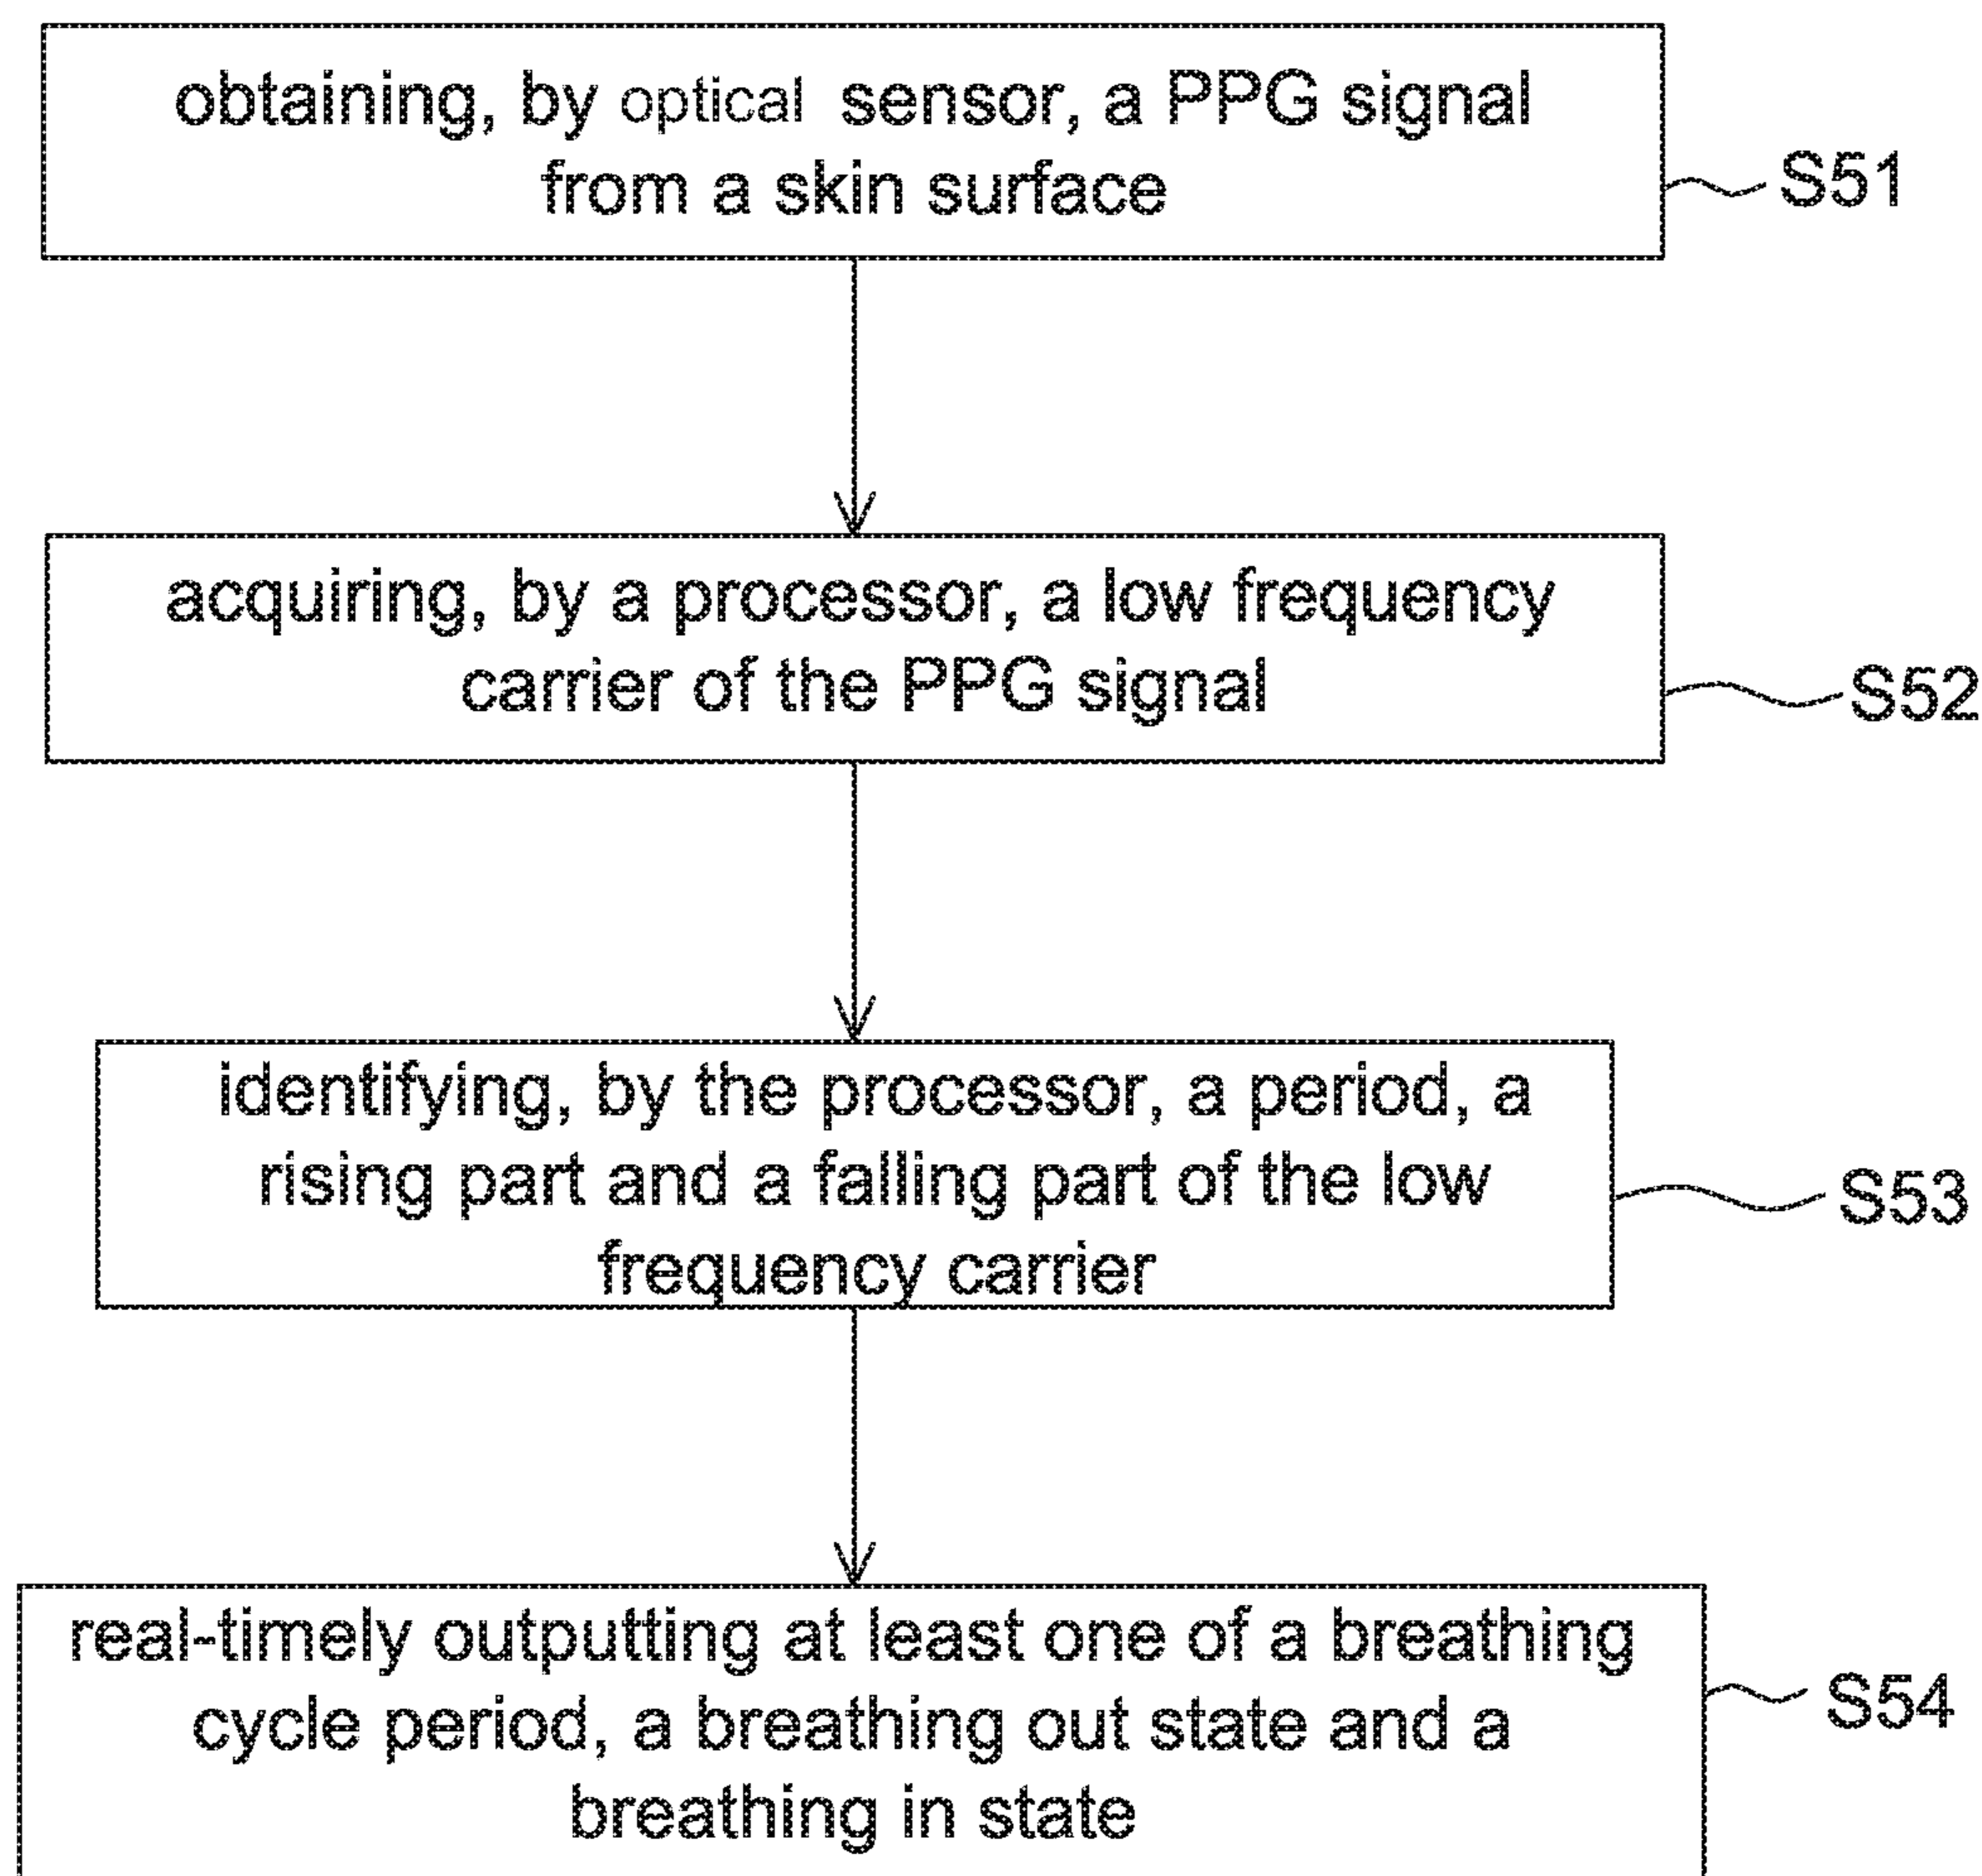 obtaining, by optical sensor, a PPG signal
from a skin surface
S51
acquiring, by a processor, a low frequency
carrier of the PPG signal
S52
identifying, by the processor, a period, a
rising part and a falling part of the low
frequency carrier
S53
real-timely outputting at least one of a breathing
cycle period, a breathing out state and a
breathing in state
S54